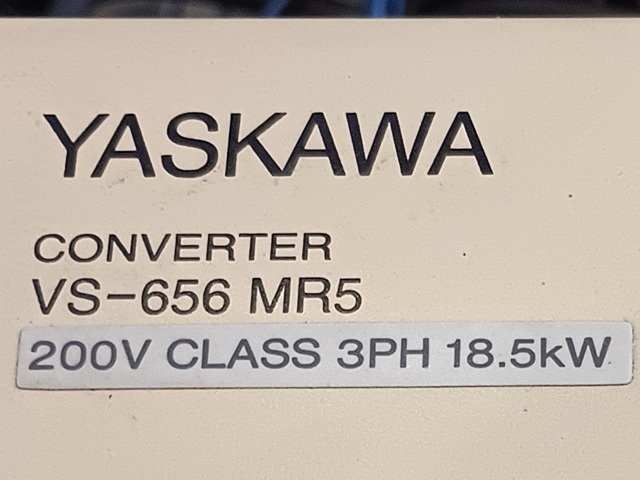 YASKAWA
CONVERTER
VS-656 MR5
200V CLASS 3PH 18.5kW